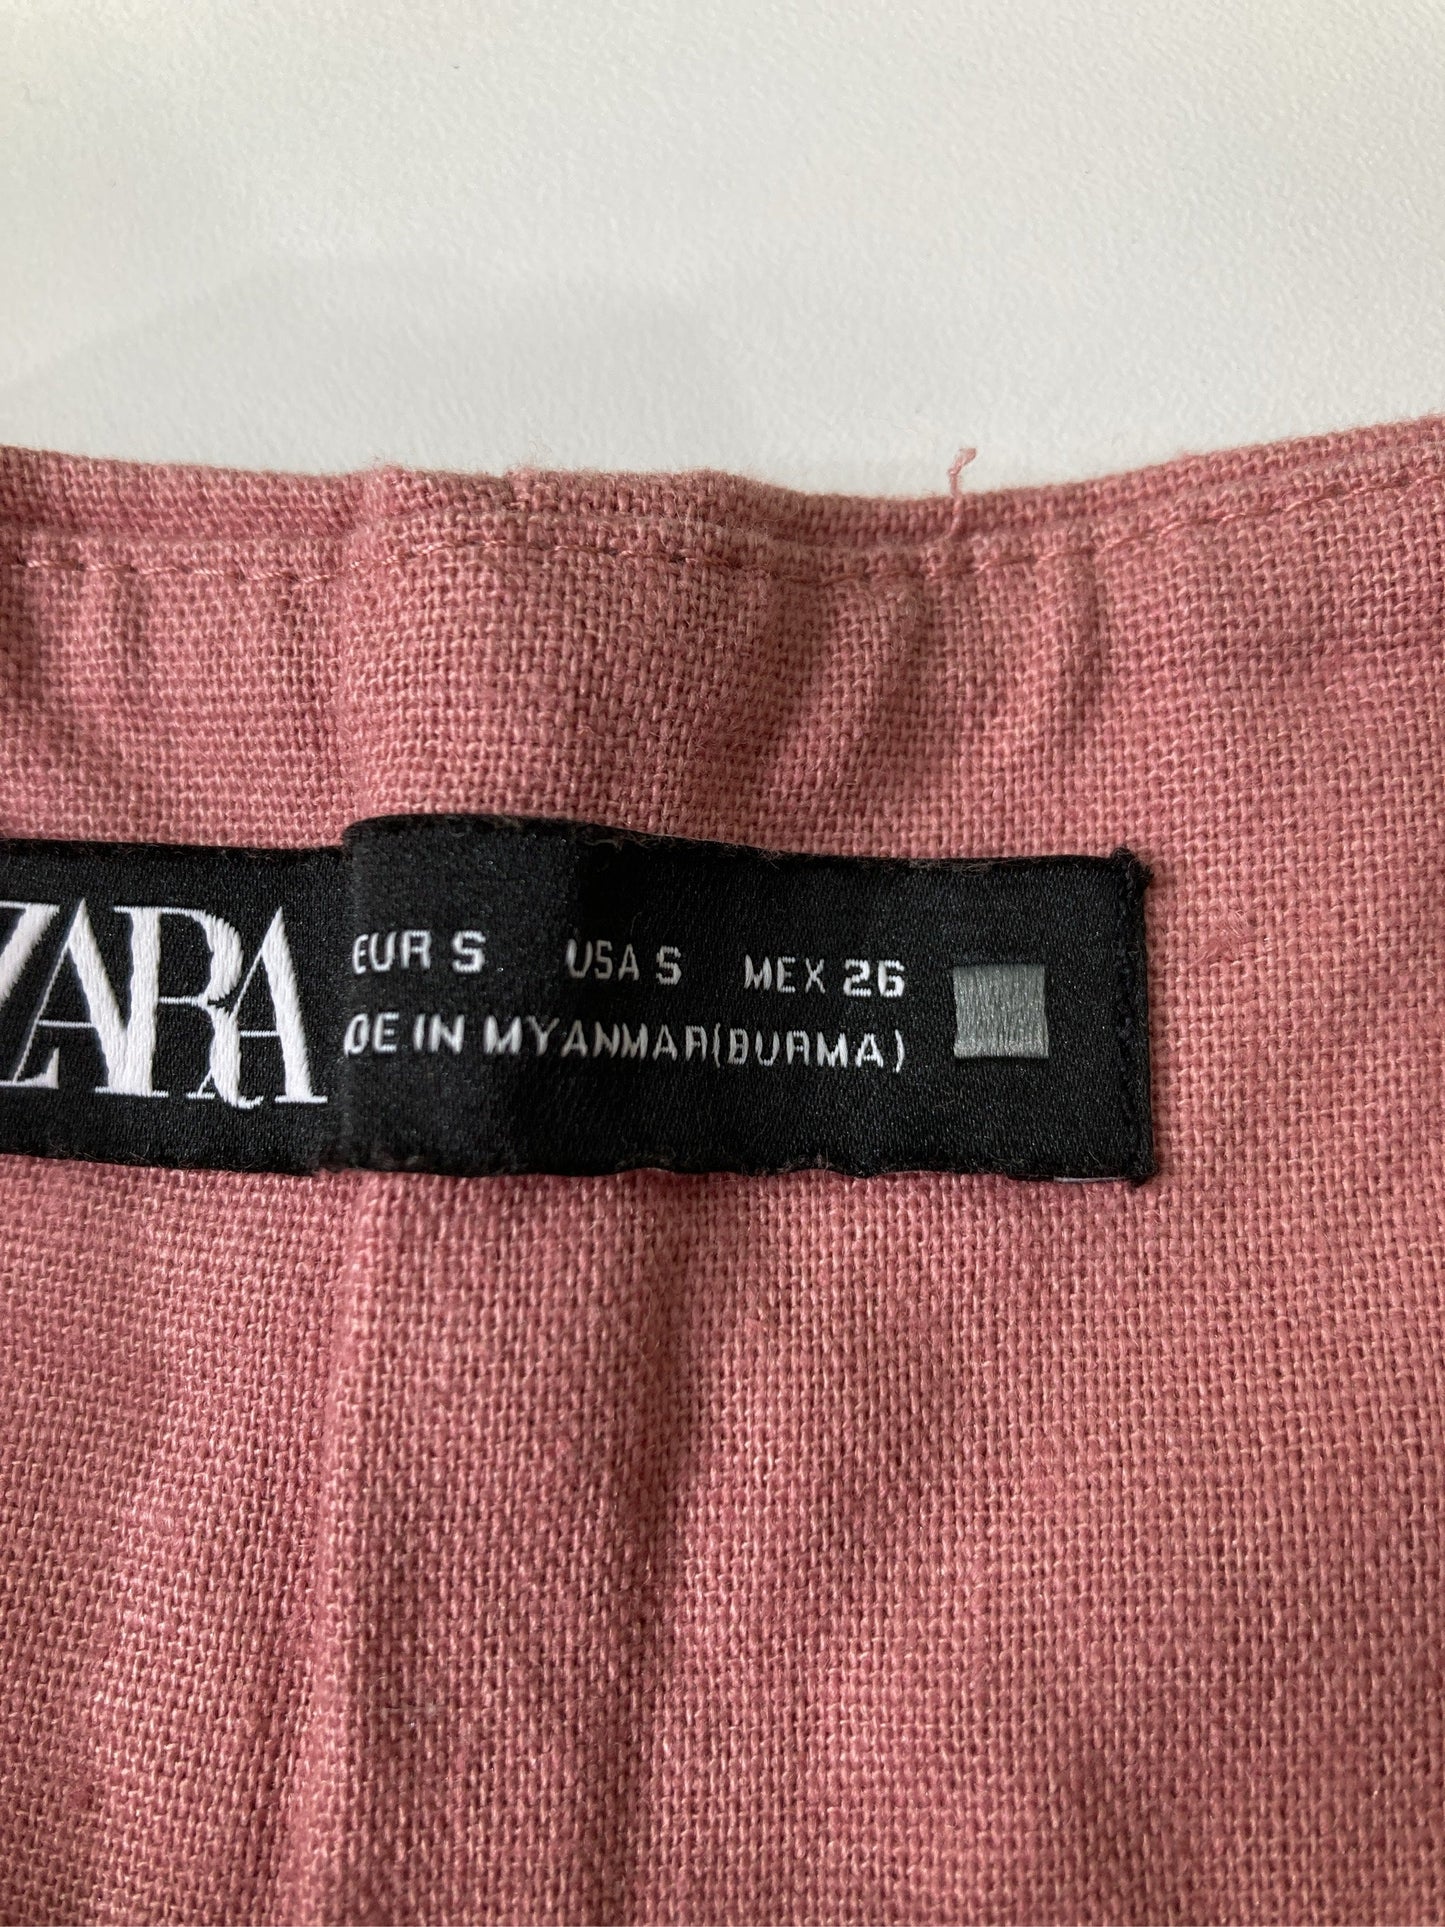 ZARA
EUR S USA S MEX 26
DE IN MYANMAR(BURMA)